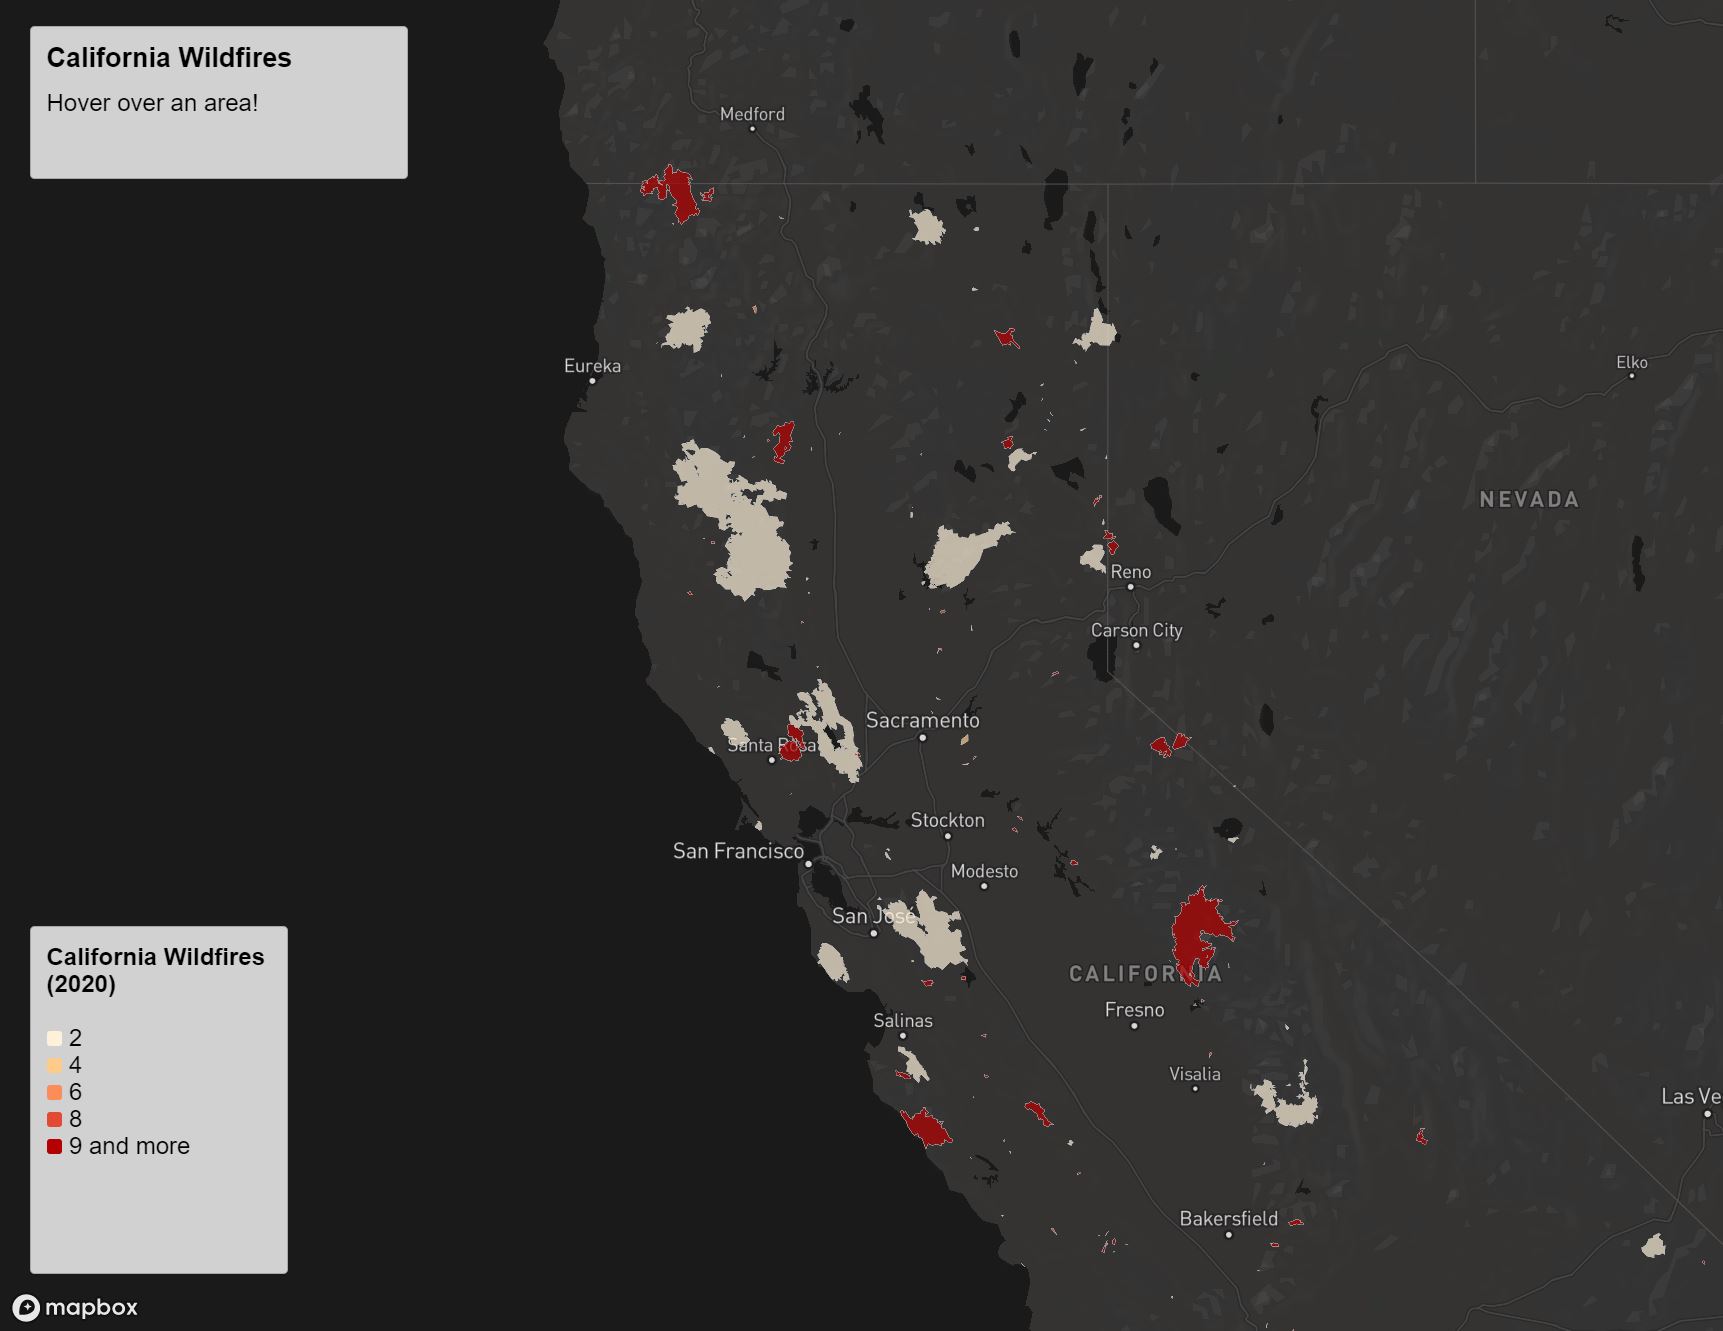 California Wildfires
Hover over an area!
Medford
Eureka
Elko
NEVADA
Reno
Carson City
Sacramento
Santa Rosa
Stockton
San Francisco
Modesto
San José
CALIFORNIA
Fresno
Salinas
Visalia
Las Ve
Bakersfield
California Wildfires
(2020)
2
4
6
8
9 and more
mapbox